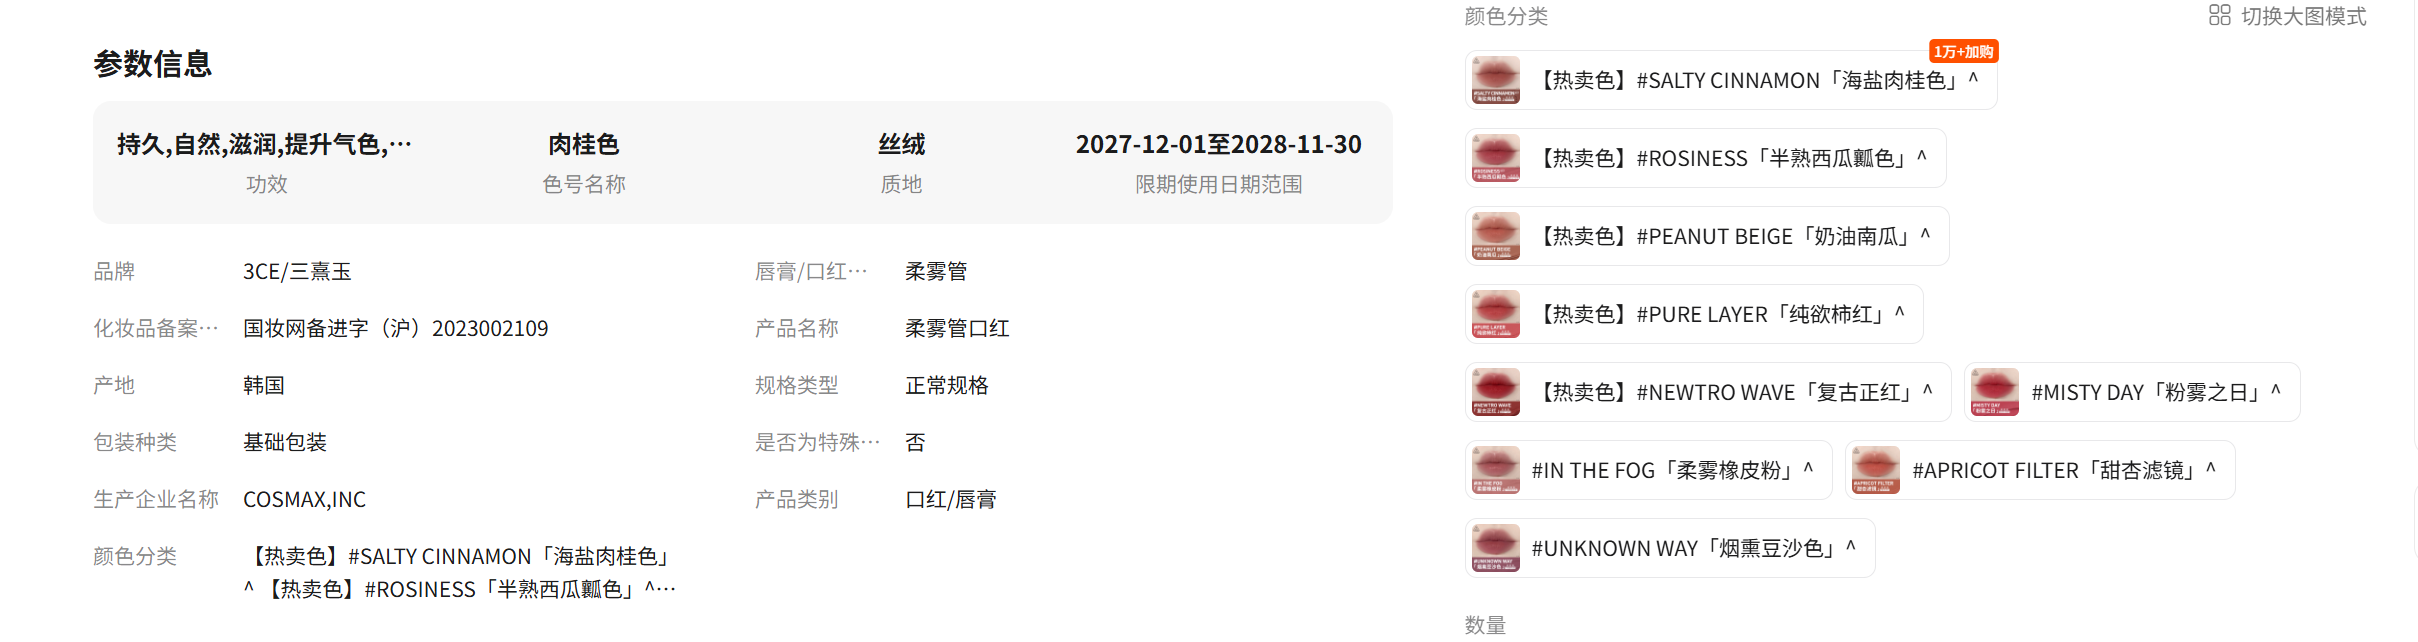 参数信息
持久,自然,滋润,提升气色,…
功效
肉桂色
色号名称
丝绒
质地
2027-12-01至2028-11-30
限期使用日期范围
品牌
3CE/三熹玉
唇膏/口红…
柔雾管
化妆品备案…
国妆网备进字（沪）2023002109
产品名称
柔雾管口红
产地
韩国
规格类型
正常规格
包装种类
基础包装
是否为特殊…
否
生产企业名称
COSMAX,INC
产品类别
口红/唇膏
颜色分类
【热卖色】#SALTY CINNAMON「海盐肉桂色」
^ 【热卖色】#ROSINESS「半熟西瓜瓤色」^…
颜色分类
切换大图模式
1万+加购
【热卖色】#SALTY CINNAMON「海盐肉桂色」^
【热卖色】#ROSINESS「半熟西瓜瓤色」^
【热卖色】#PEANUT BEIGE「奶油南瓜」^
【热卖色】#PURE LAYER「纯欲柿红」^
【热卖色】#NEWTRO WAVE「复古正红」^
#MISTY DAY「粉雾之日」^
#IN THE FOG「柔雾橡皮粉」^
#APRICOT FILTER「甜杏滤镜」^
#UNKNOWN WAY「烟熏豆沙色」^
数量